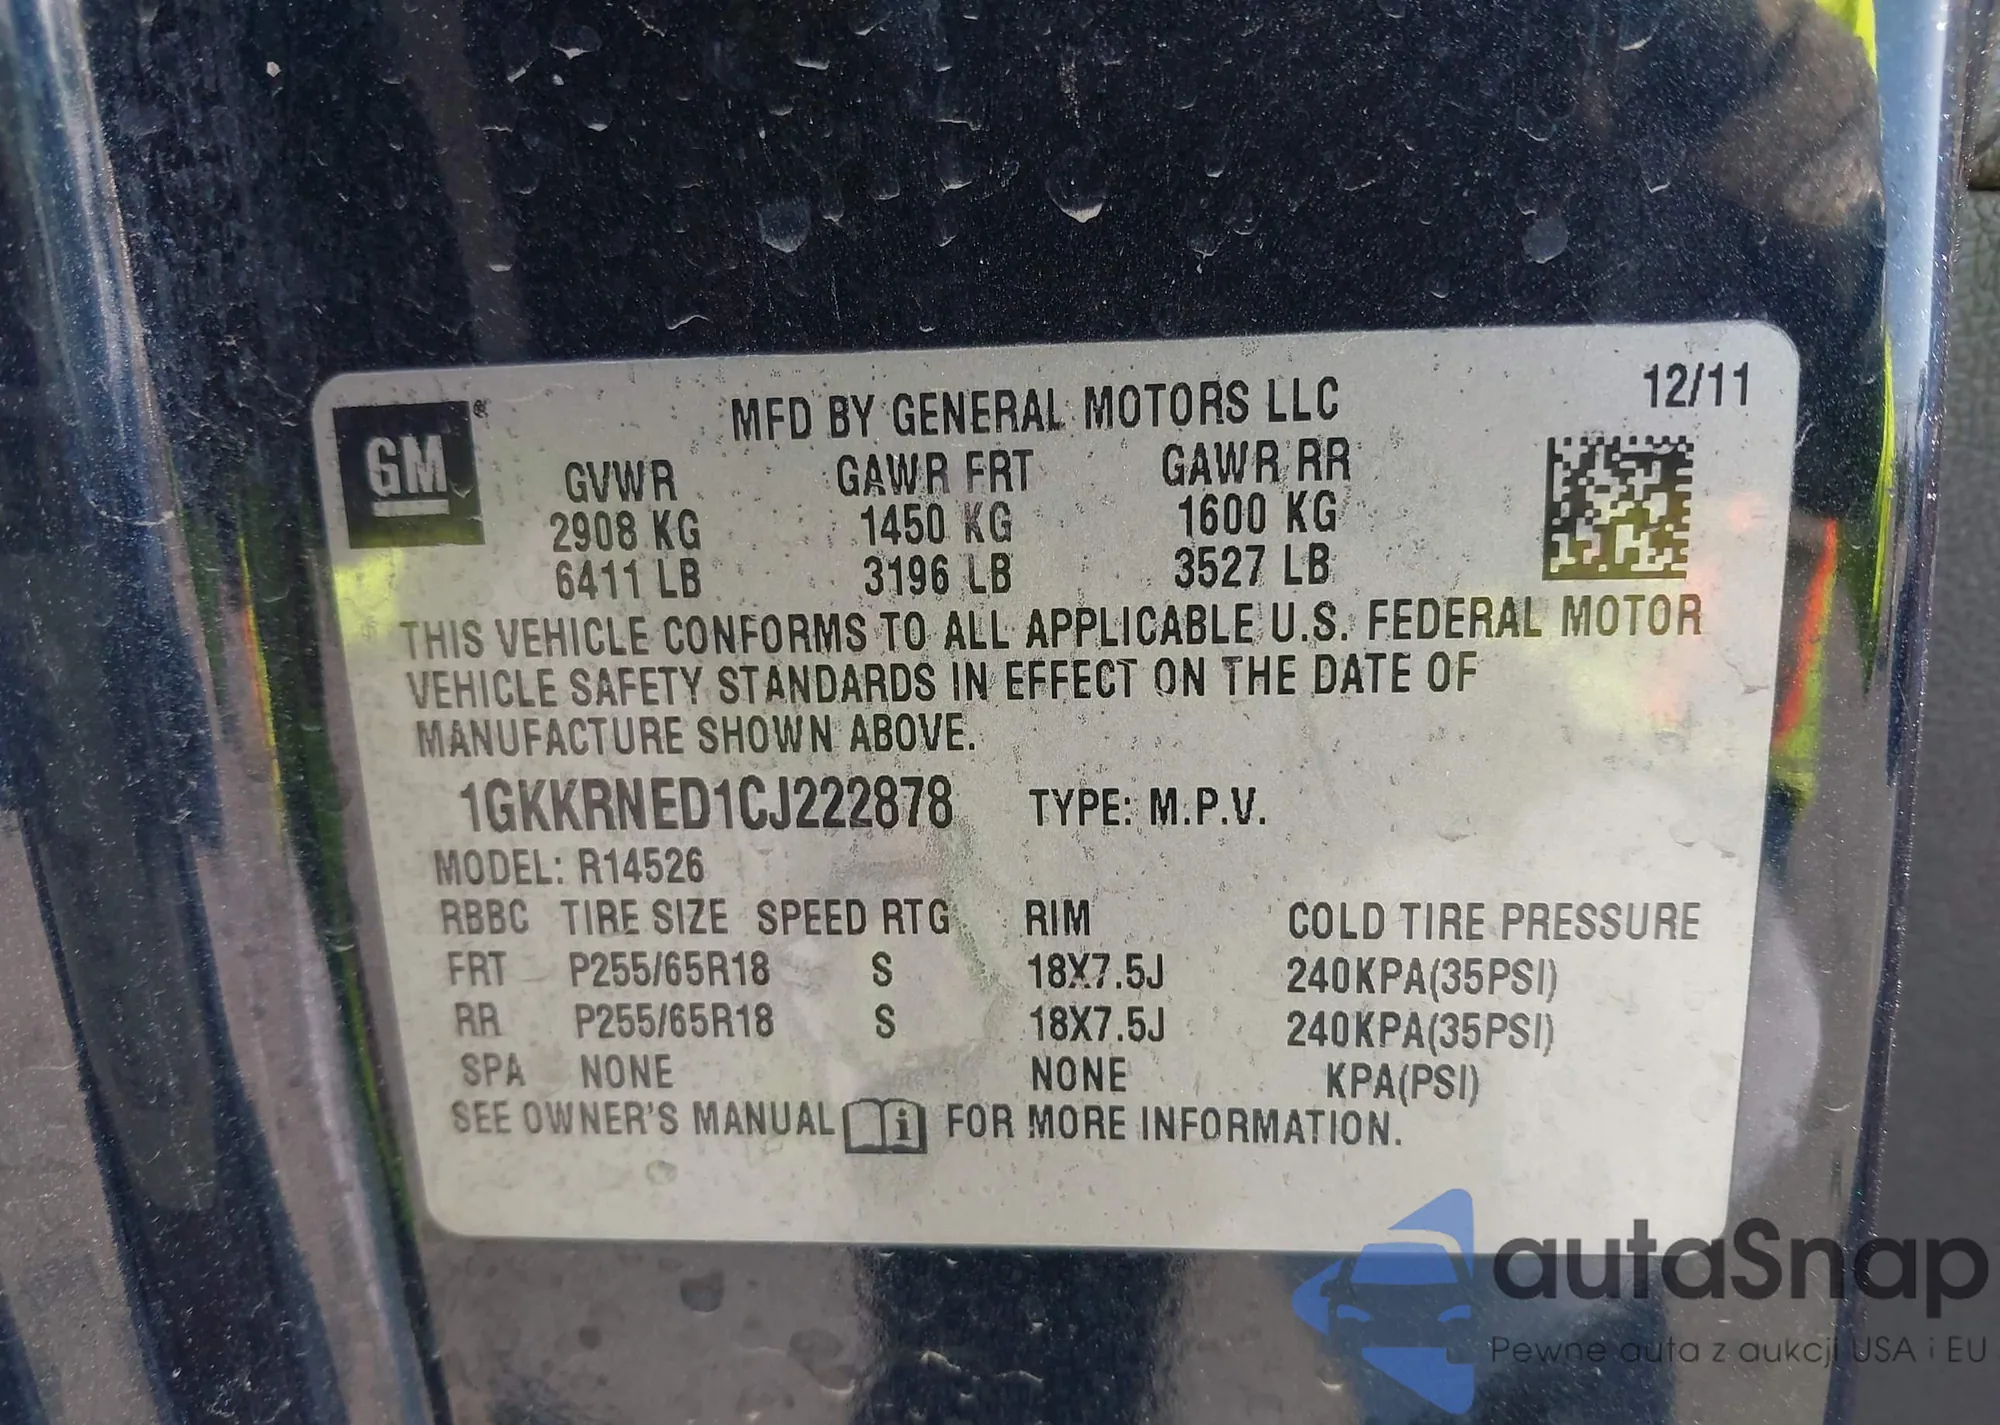 GM®
MFD BY GENERAL MOTORS LLC 12/11
GVWR GAWR FRT GAWR RR
2908 KG 1450 KG 1600 KG
6411 LB 3196 LB 3527 LB
THIS VEHICLE CONFORMS TO ALL APPLICABLE U.S. FEDERAL MOTOR
VEHICLE SAFETY STANDARDS IN EFFECT ON THE DATE OF
MANUFACTURE SHOWN ABOVE.
1GKKRNED1CJ222878 TYPE: M.P.V.
MODEL: R14526
RBBC TIRE SIZE SPEED RTG RIM COLD TIRE PRESSURE
FRT P255/65R18 S 18X7.5J 240KPA(35PSI)
RR P255/65R18 S 18X7.5J 240KPA(35PSI)
SPA NONE NONE KPA(PSI)
SEE OWNER'S MANUAL i FOR MORE INFORMATION.
autaSnap
Pewne auta z aukcji USA i EU